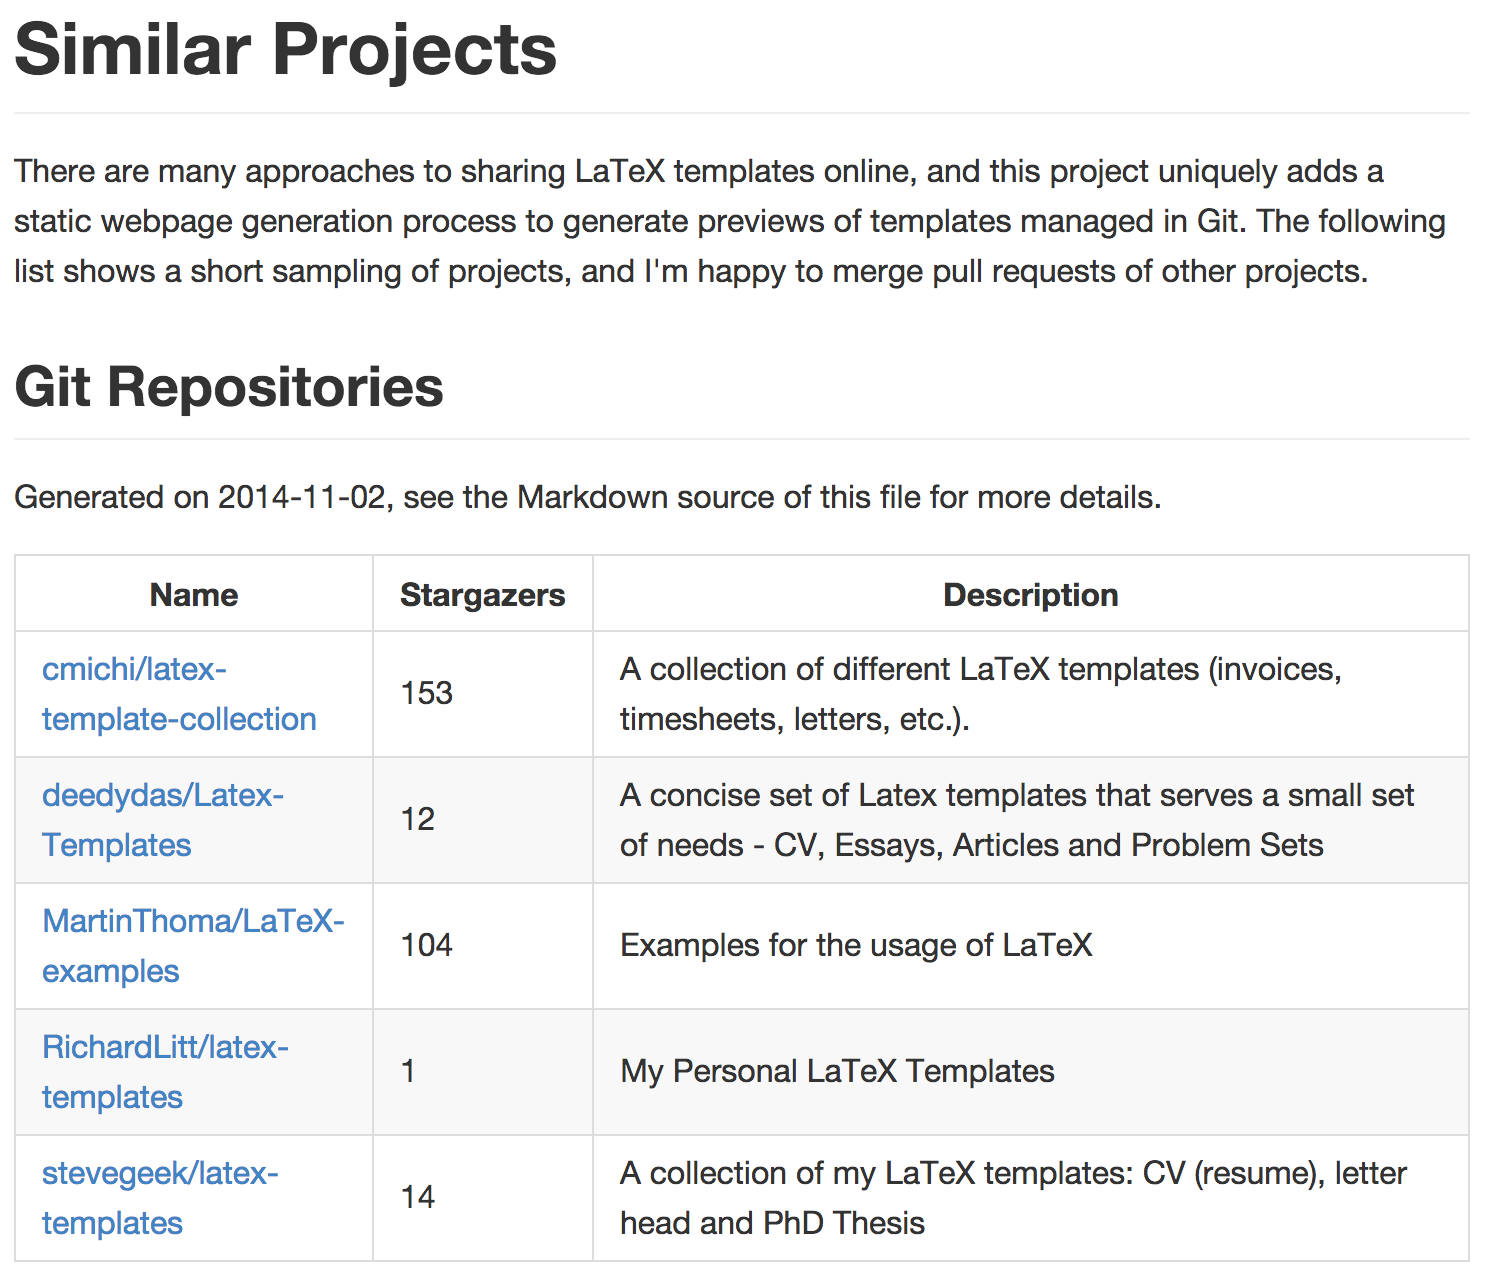 Similar Projects
There are many approaches to sharing LaTeX templates online, and this project uniquely adds a
static webpage generation process to generate previews of templates managed in Git. The following
list shows a short sampling of projects, and I'm happy to merge pull requests of other projects.
Git Repositories
Generated on 2014-11-02, see the Markdown source of this file for more details.
Name Stargazers Description
cmichi/latex-
template-collection
153
A collection of different LaTeX templates (invoices,
timesheets, letters, etc.).
deedydas/Latex-
Templates
12
A concise set of Latex templates that serves a small set
of needs - CV, Essays, Articles and Problem Sets
MartinThoma/LaTeX-
examples
104
Examples for the usage of LaTeX
RichardLitt/latex-
templates
1
My Personal LaTeX Templates
stevegeek/latex-
templates
14
A collection of my LaTeX templates: CV (resume), letter
head and PhD Thesis